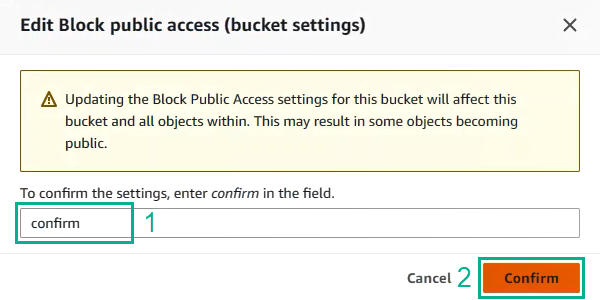 Edit Block public access (bucket settings)
Updating the Block Public Access settings for this bucket will affect this
bucket and all objects within. This may result in some objects becoming
public.
To confirm the settings, enter confirm in the field.
confirm 1
Cancel 2 Confirm